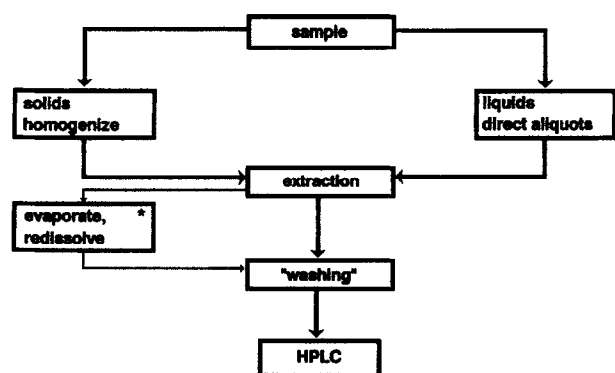 sample
solids
homogenize
liquids
direct aliquots
extraction
evaporate, *
redissolve
"washing"
HPLC